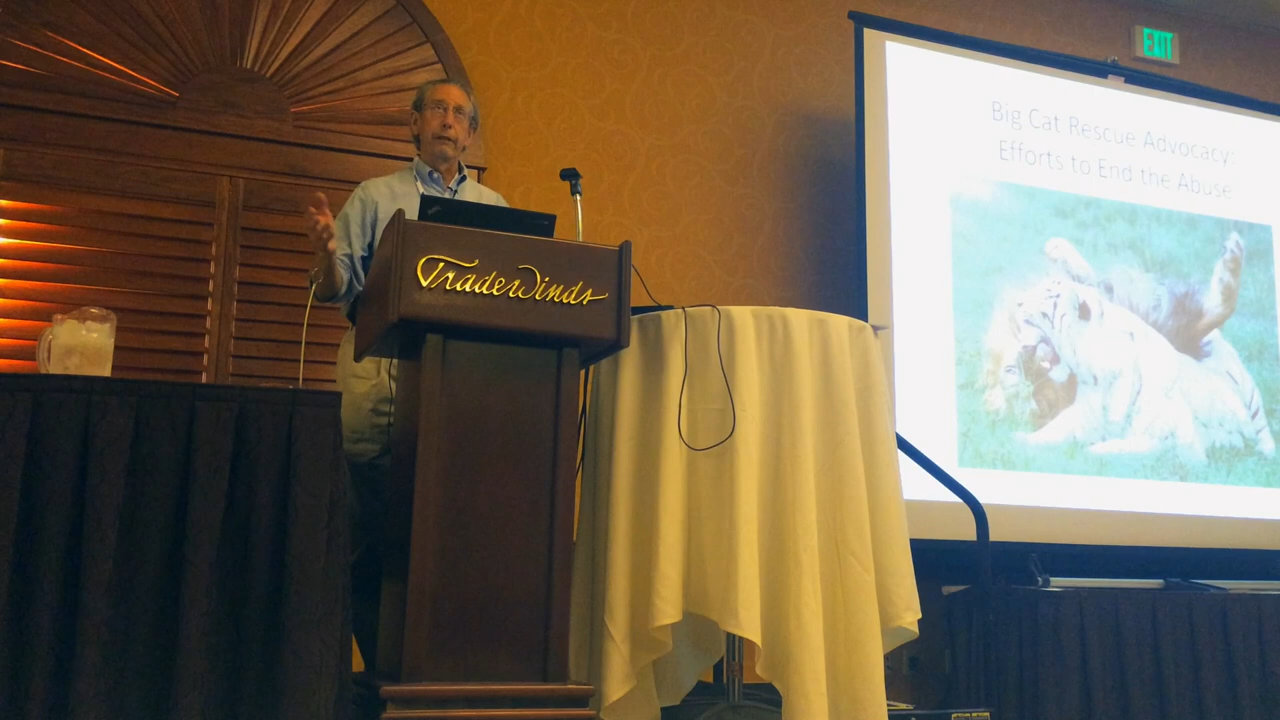 TradeWinds
EXIT
Big Cat Rescue Advocacy:
Efforts to End the Abuse